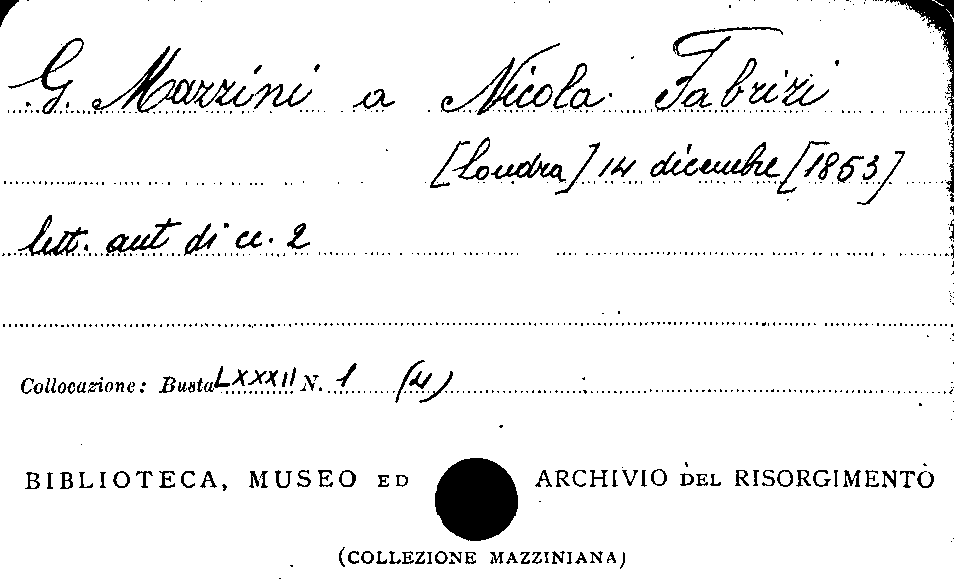 G. Mazzini a Nicola Fabrizi
[Londra] 14 dicembre [1853]
lett. aut di cc. 2
Collocazione: Busta LXXXII N. 1 (4)
BIBLIOTECA, MUSEO ED ARCHIVIO DEL RISORGIMENTO
(COLLEZIONE MAZZINIANA)